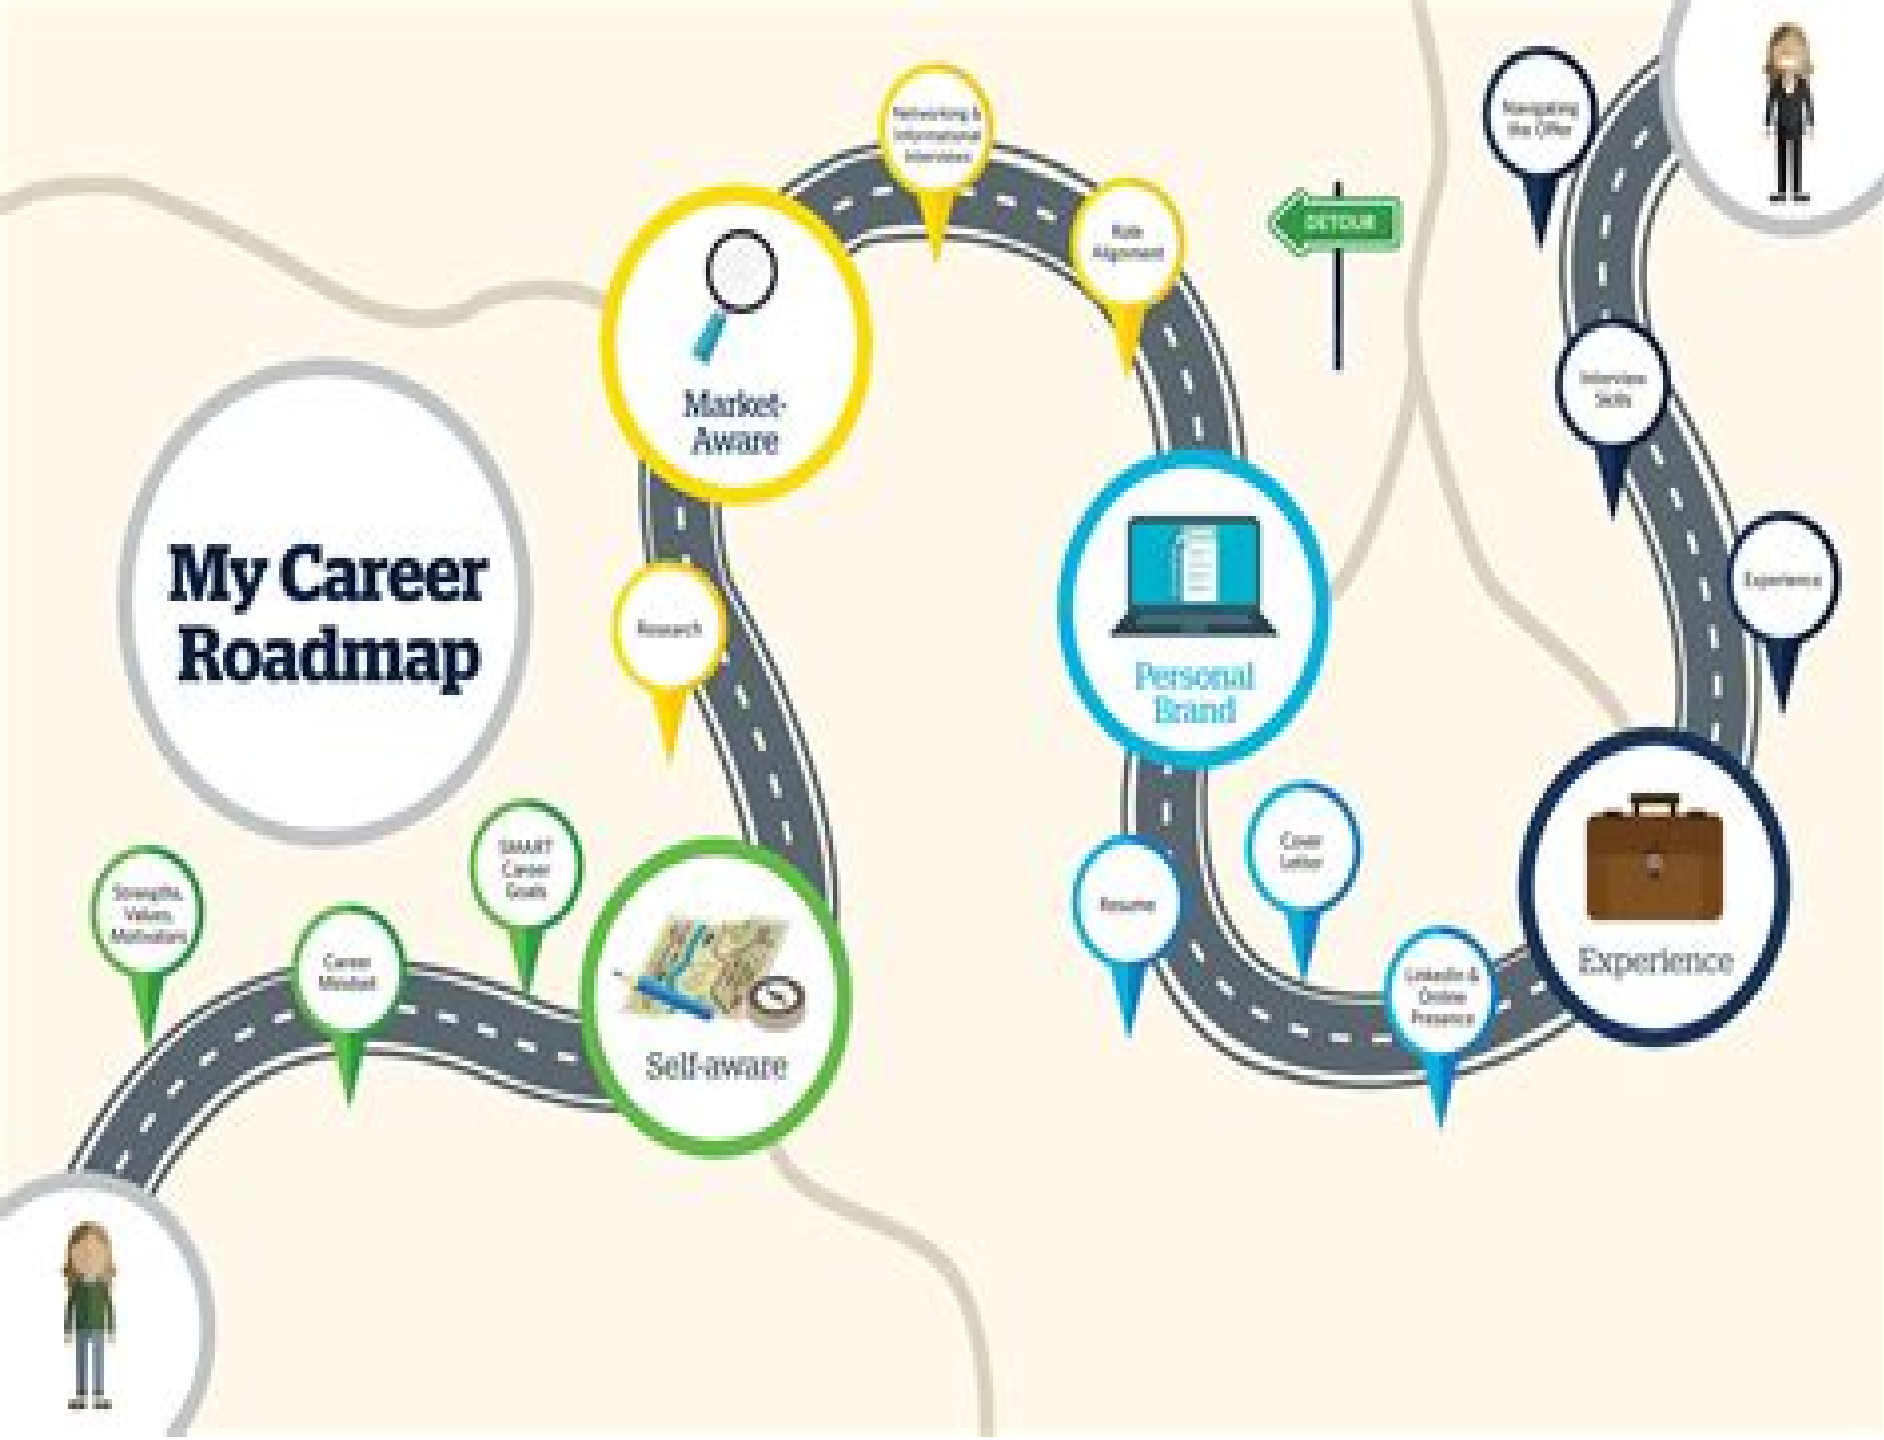 My Career
Roadmap
Strengths,
Values,
Motivators
Career
Mindset
SMART
Career
Goals
Self-aware
Research
Market-
Aware
Networking &
Informational
Interviews
Role
Alignment
DETOUR
Personal
Brand
Resume
Cover
Letter
LinkedIn &
Online
Presence
Experience
Experience
Interview
Skills
Navigating
the Offer